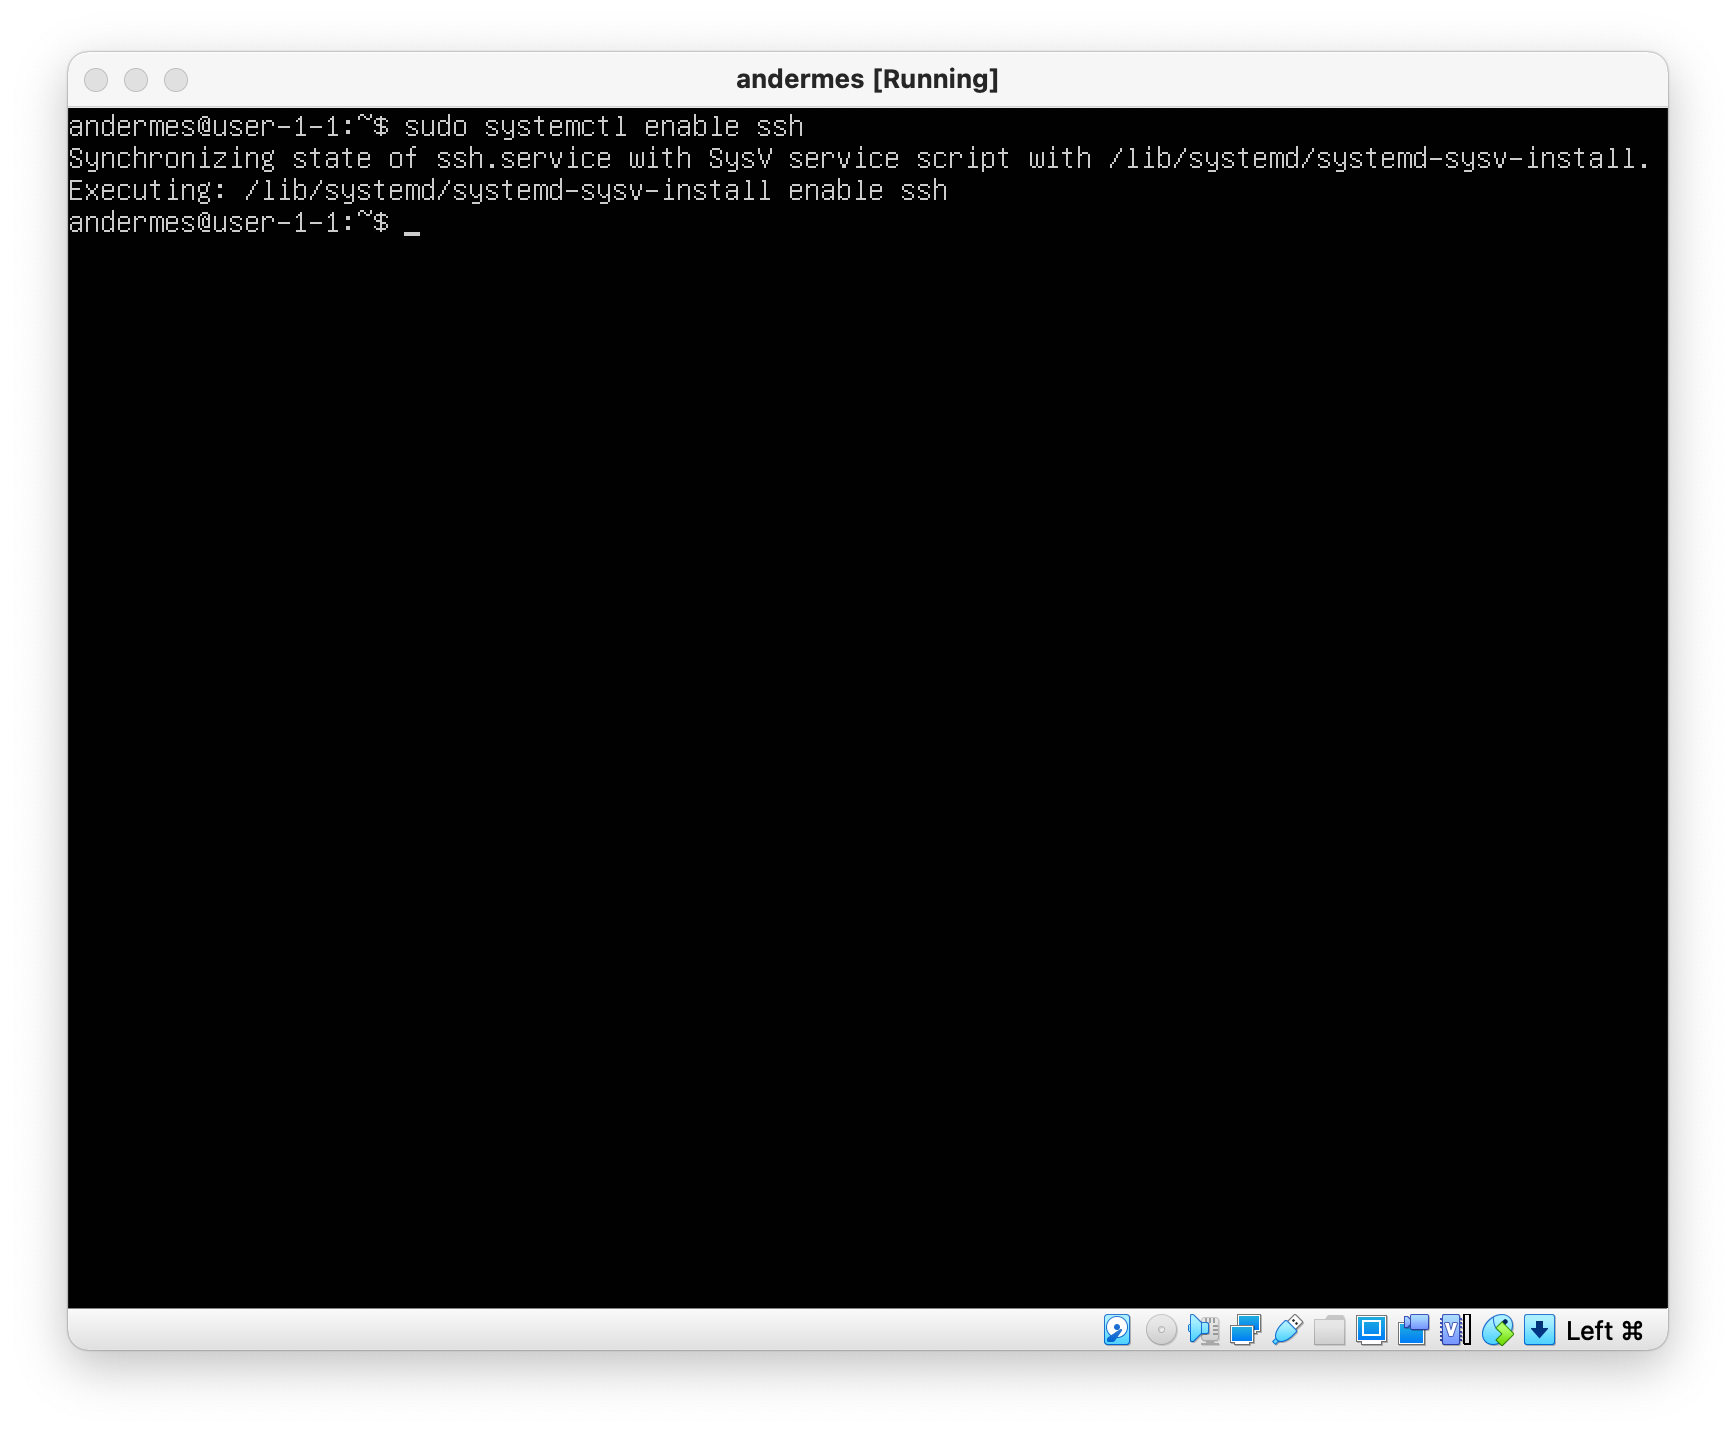 andermes [Running]
andermes@user-1-1:~$ sudo systemctl enable ssh
Synchronizing state of ssh.service with SysV service script with /lib/systemd/systemd-sysv-install.
Executing: /lib/systemd/systemd-sysv-install enable ssh
andermes@user-1-1:~$ _
Left ⌘